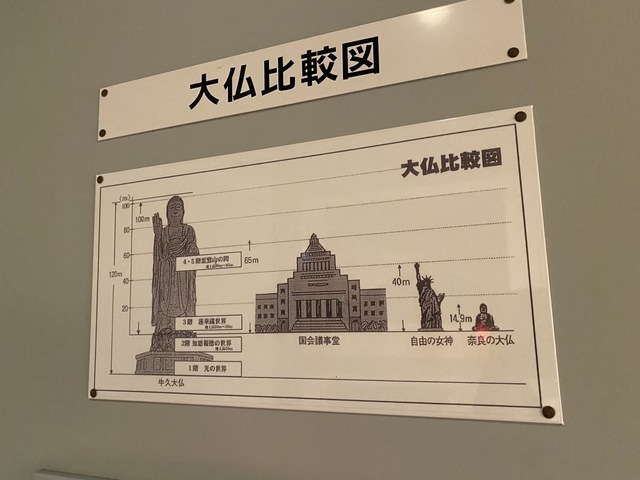 大仏比較図
大仏比較図
(m)
100
80
60
40
20
100m
120m
4・5階霊鷲山の間
65m
3階 蓮華蔵世界
2階 知恩報徳の世界
1階 光の世界
40m
14.9m
牛久大仏
国会議事堂
自由の女神
奈良の大仏